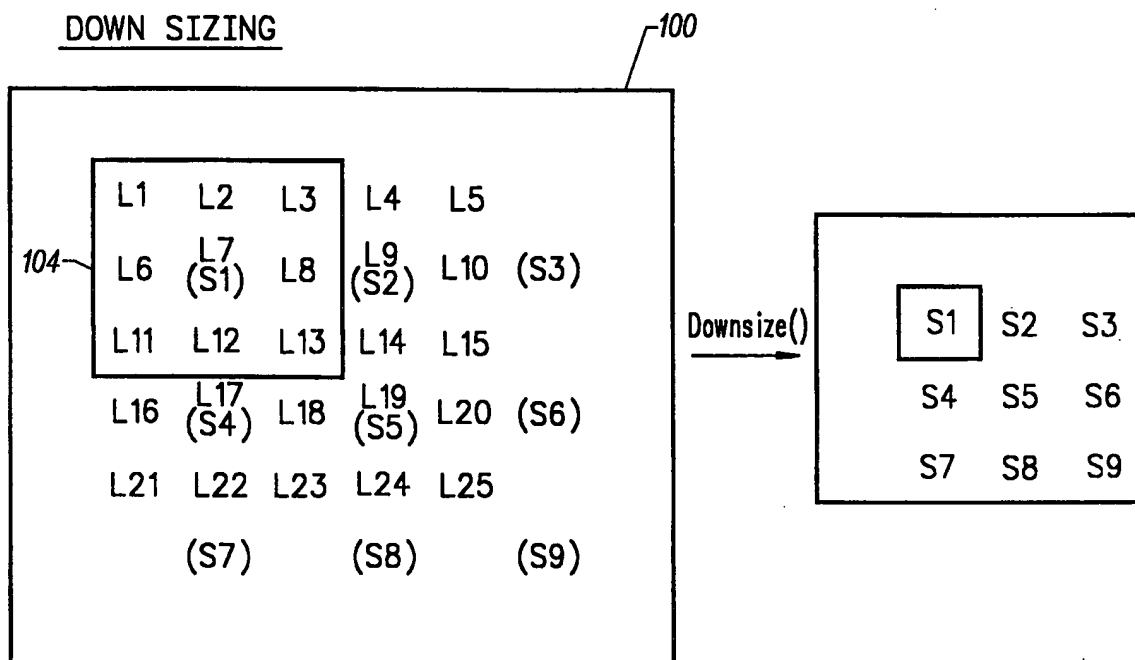 DOWN SIZING
100
L1 L2 L3 L4 L5
104 L6 L7 (S1) L8 L9 (S2) L10 (S3)
L11 L12 L13 L14 L15
L16 L17 (S4) L18 L19 (S5) L20 (S6)
L21 L22 L23 L24 L25
(S7) (S8) (S9)
Downsize()
S1 S2 S3
S4 S5 S6
S7 S8 S9